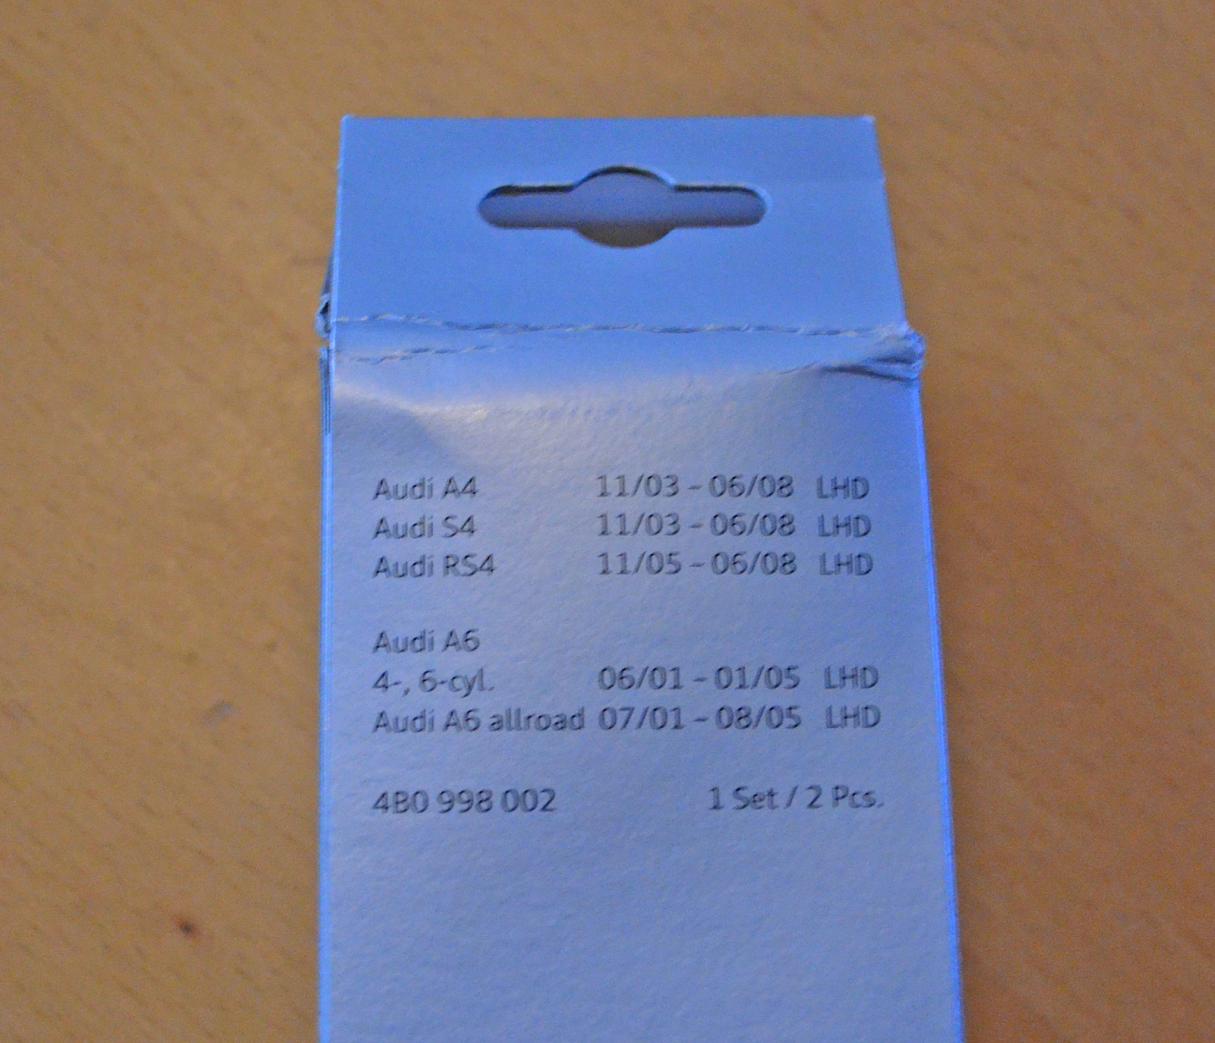 Audi A4 11/03 – 06/08 LHD
Audi S4 11/03 – 06/08 LHD
Audi RS4 11/05 – 06/08 LHD
Audi A6
4-, 6-cyl. 06/01 – 01/05 LHD
Audi A6 allroad 07/01 – 08/05 LHD
4B0 998 002 1 Set / 2 Pcs.